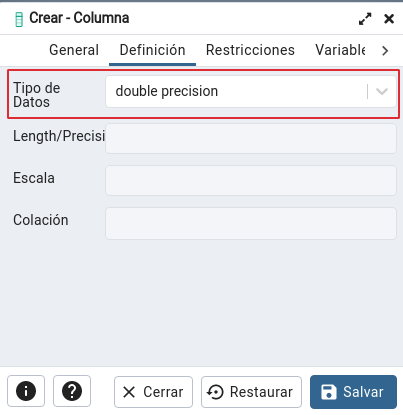 Crear - Columna
General Definición Restricciones Variable
Tipo de
Datos
double precision
Length/Precisi
Escala
Colación
Cerrar Restaurar Salvar